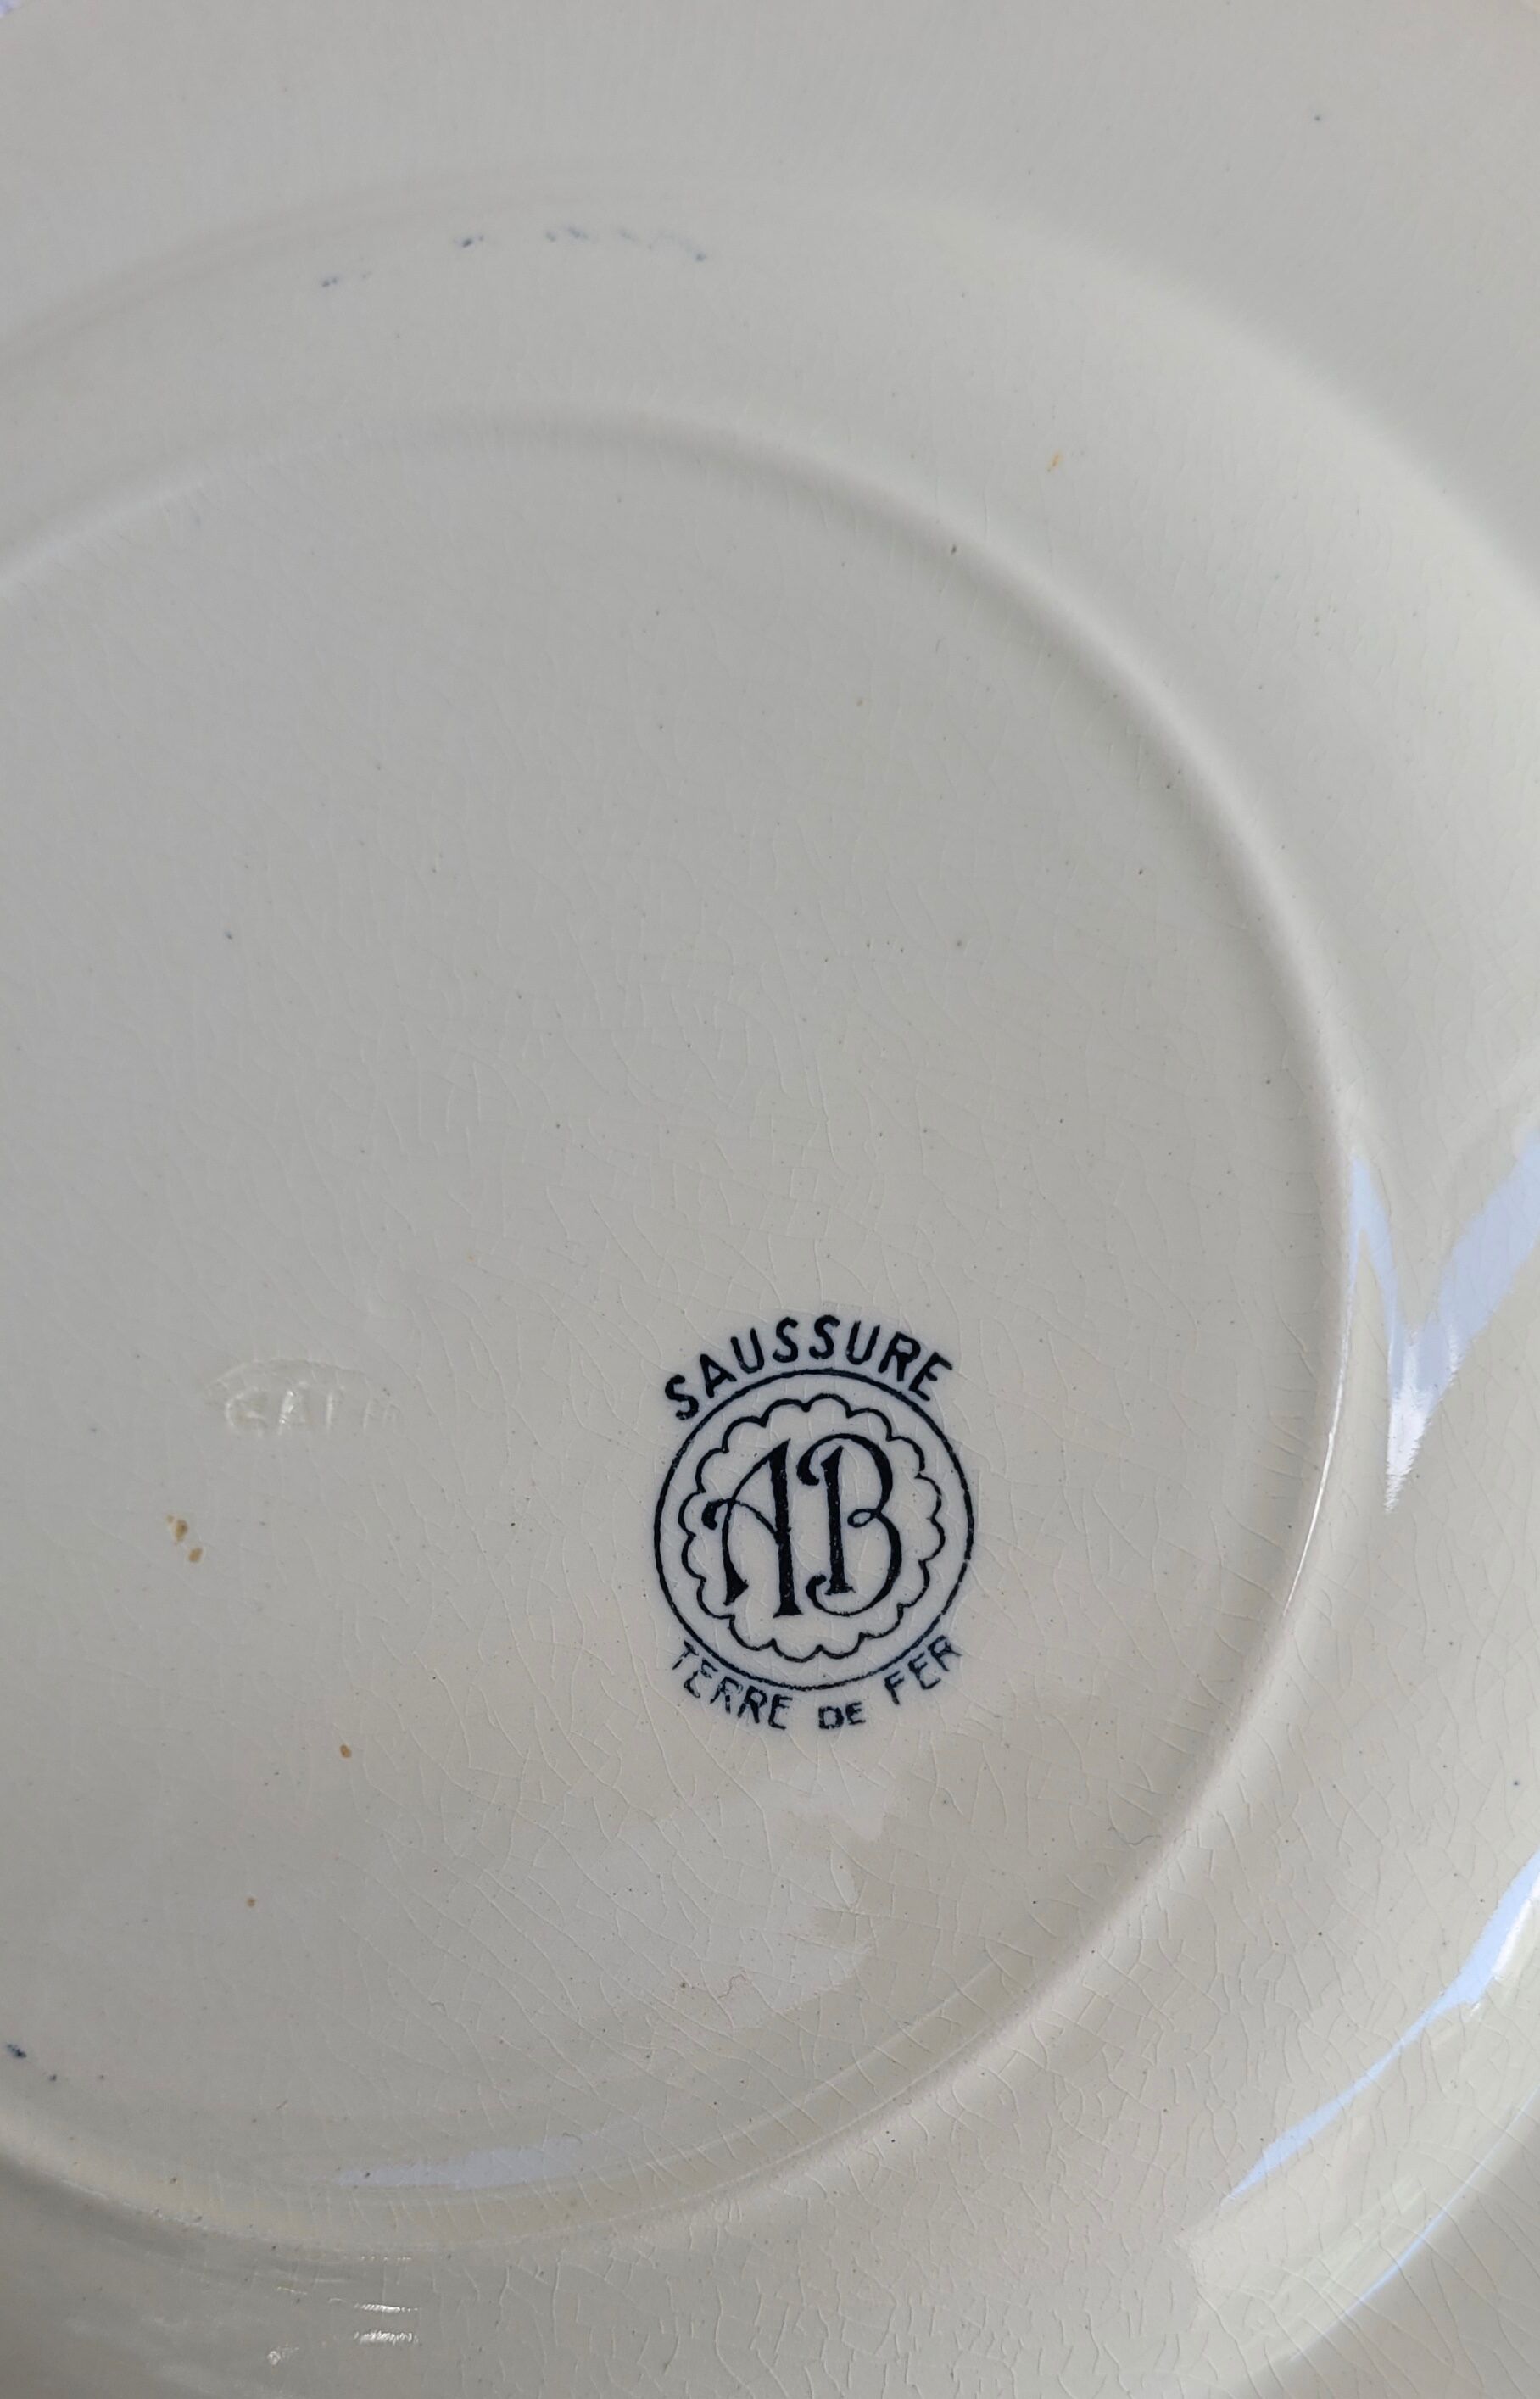 SAUSSURE
AB
TERRE DE FER